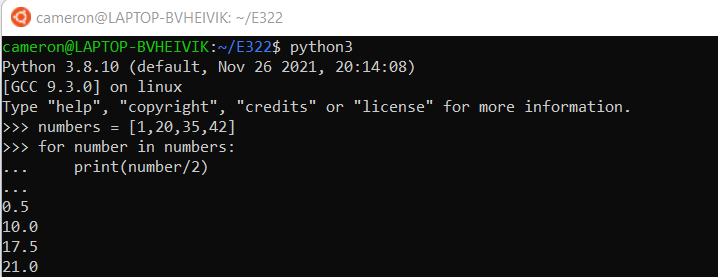 cameron@LAPTOP-BVHEIVIK: ~/E322
cameron@LAPTOP-BVHEIVIK:~/E322$ python3
Python 3.8.10 (default, Nov 26 2021, 20:14:08)
[GCC 9.3.0] on linux
Type "help", "copyright", "credits" or "license" for more information.
>>> numbers = [1,20,35,42]
>>> for number in numbers:
...     print(number/2)
...
0.5
10.0
17.5
21.0